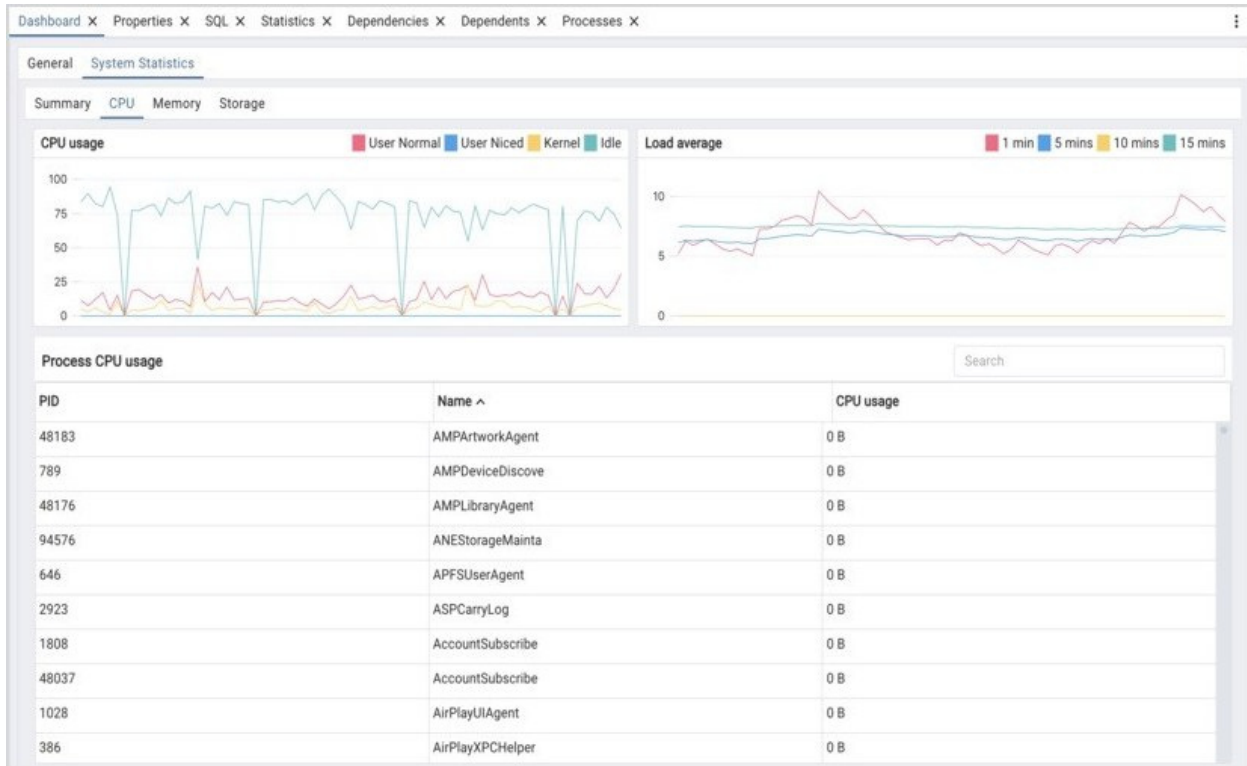 Dashboard X Properties X SQL X Statistics X Dependencies X Dependents X Processes X
General System Statistics
Summary CPU Memory Storage
CPU usage User Normal User Niced Kernel Idle
100
75
50
25
0
Load average 1 min 5 mins 10 mins 15 mins
10
5
0
Process CPU usage Search
PID Name CPU usage
48183 AMPArtworkAgent 0 B
789 AMPDeviceDiscove 0 B
48176 AMPLibraryAgent 0 B
94576 ANEStorageMainta 0 B
646 APFSUserAgent 0 B
2923 ASPCarryLog 0 B
1808 AccountSubscribe 0 B
48037 AccountSubscribe 0 B
1028 AirPlayUIAgent 0 B
386 AirPlayXPCHelper 0 B